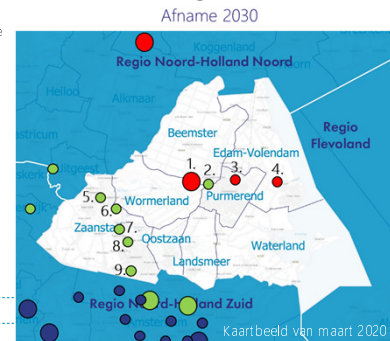 Afname 2030
Koggenland
Regio Noord-Holland Noord
Heiloo
Alkmaar
Beemster
Regio
Flevoland
Edam-Volendam
1.
2.
3.
4.
Purmerend
5.
6.
Wormerland
Zaanstad
7.
8.
Oostzaan
Waterland
Landsmeer
9.
Regio Noord-Holland Zuid
Amsterdam
Kaartbeeld van maart 2020